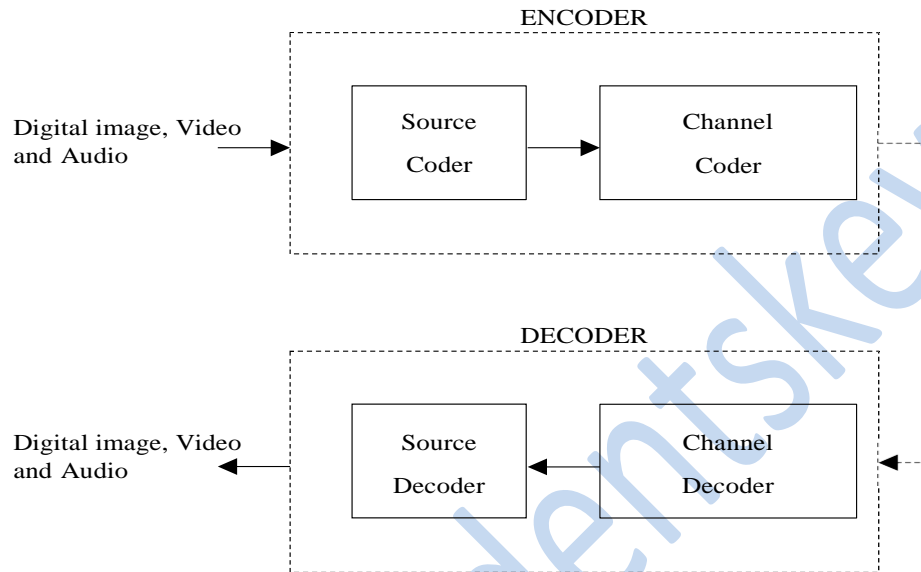 ENCODER
Digital image, Video
and Audio
Source
Coder
Channel
Coder
DECODER
Digital image, Video
and Audio
Source
Decoder
Channel
Decoder